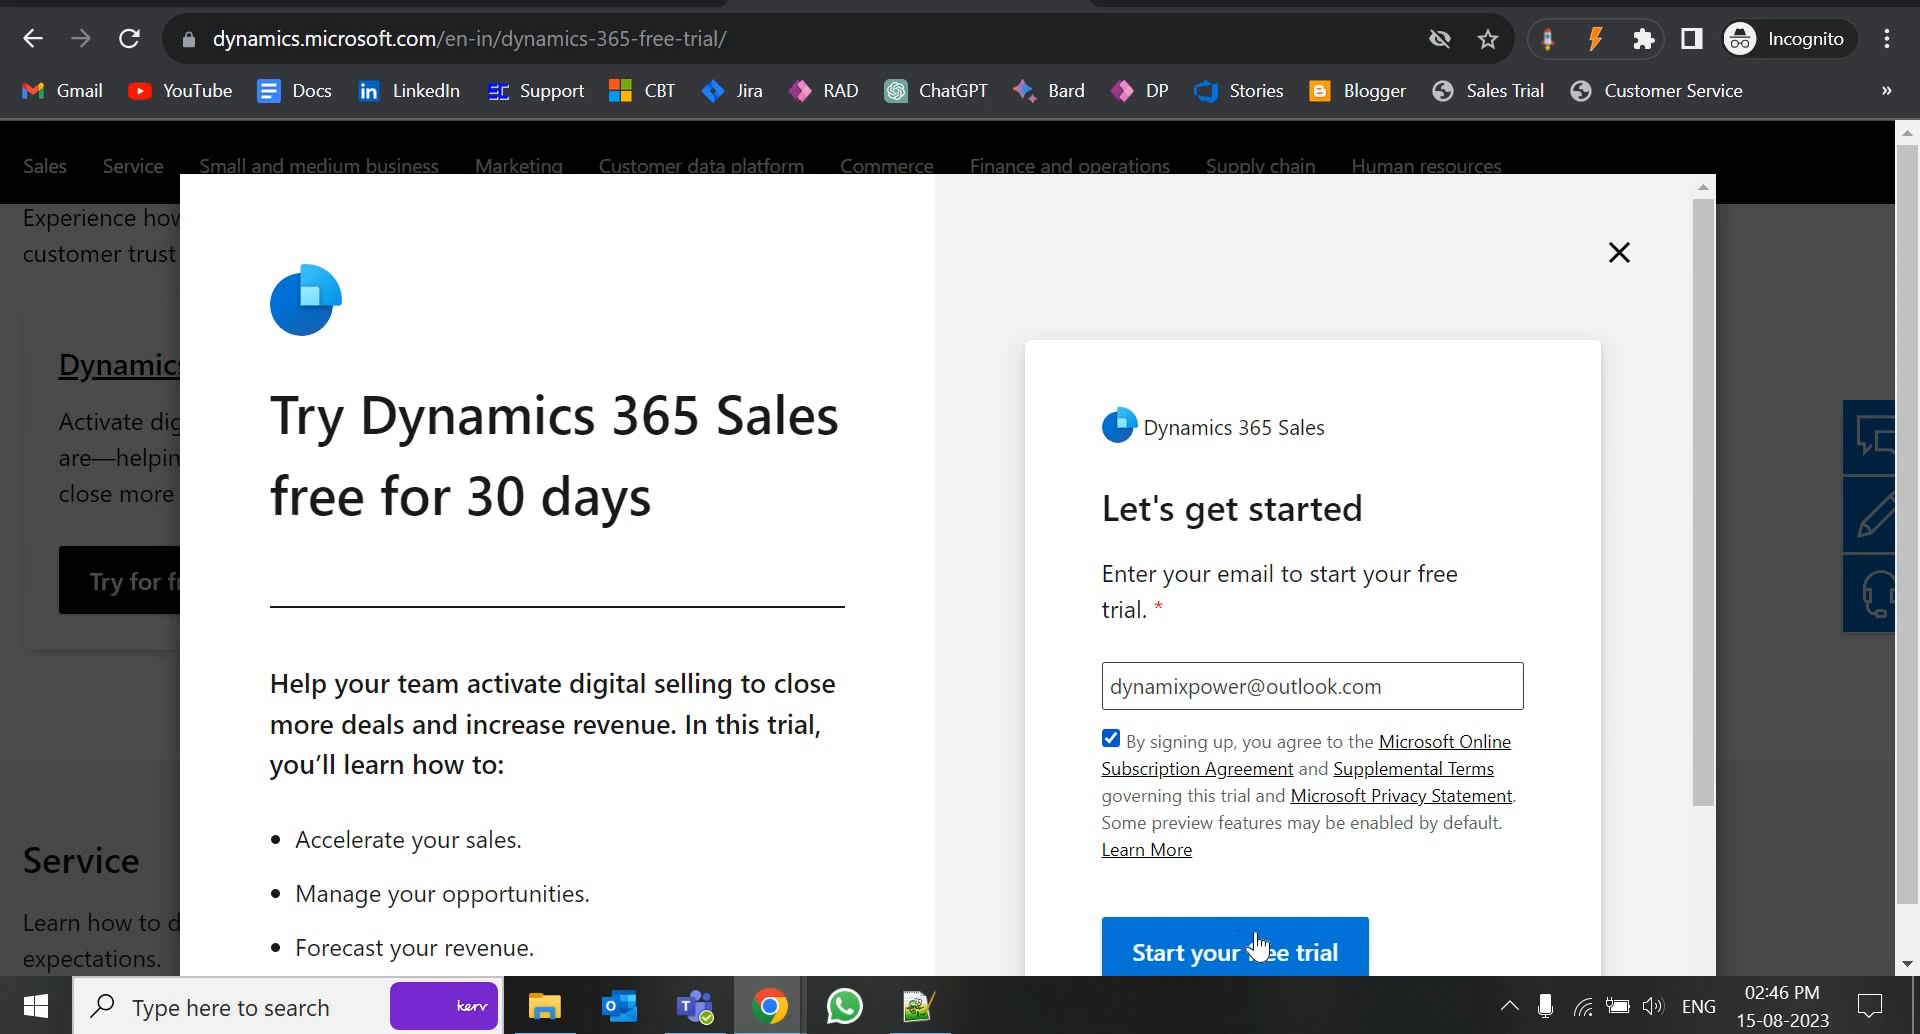 dynamics.microsoft.com/en-in/dynamics-365-free-trial/
Incognito
Gmail YouTube Docs LinkedIn Support CBT Jira RAD ChatGPT Bard DP Stories Blogger Sales Trial Customer Service »
Sales Service Small and medium business Marketing Customer data platform Commerce Finance and operations Supply chain Human resources
Experience how
customer trust
Dynamics
Activate dig
are—helpin
close more
Try for f
Service
Learn how to d
expectations.
Try Dynamics 365 Sales
free for 30 days
Help your team activate digital selling to close
more deals and increase revenue. In this trial,
you'll learn how to:
• Accelerate your sales.
• Manage your opportunities.
• Forecast your revenue.
Dynamics 365 Sales
Let's get started
Enter your email to start your free
trial. *
dynamixpower@outlook.com
By signing up, you agree to the Microsoft Online
Subscription Agreement and Supplemental Terms
governing this trial and Microsoft Privacy Statement.
Some preview features may be enabled by default.
Learn More
Start your free trial
Type here to search
kerv
ENG
02:46 PM
15-08-2023